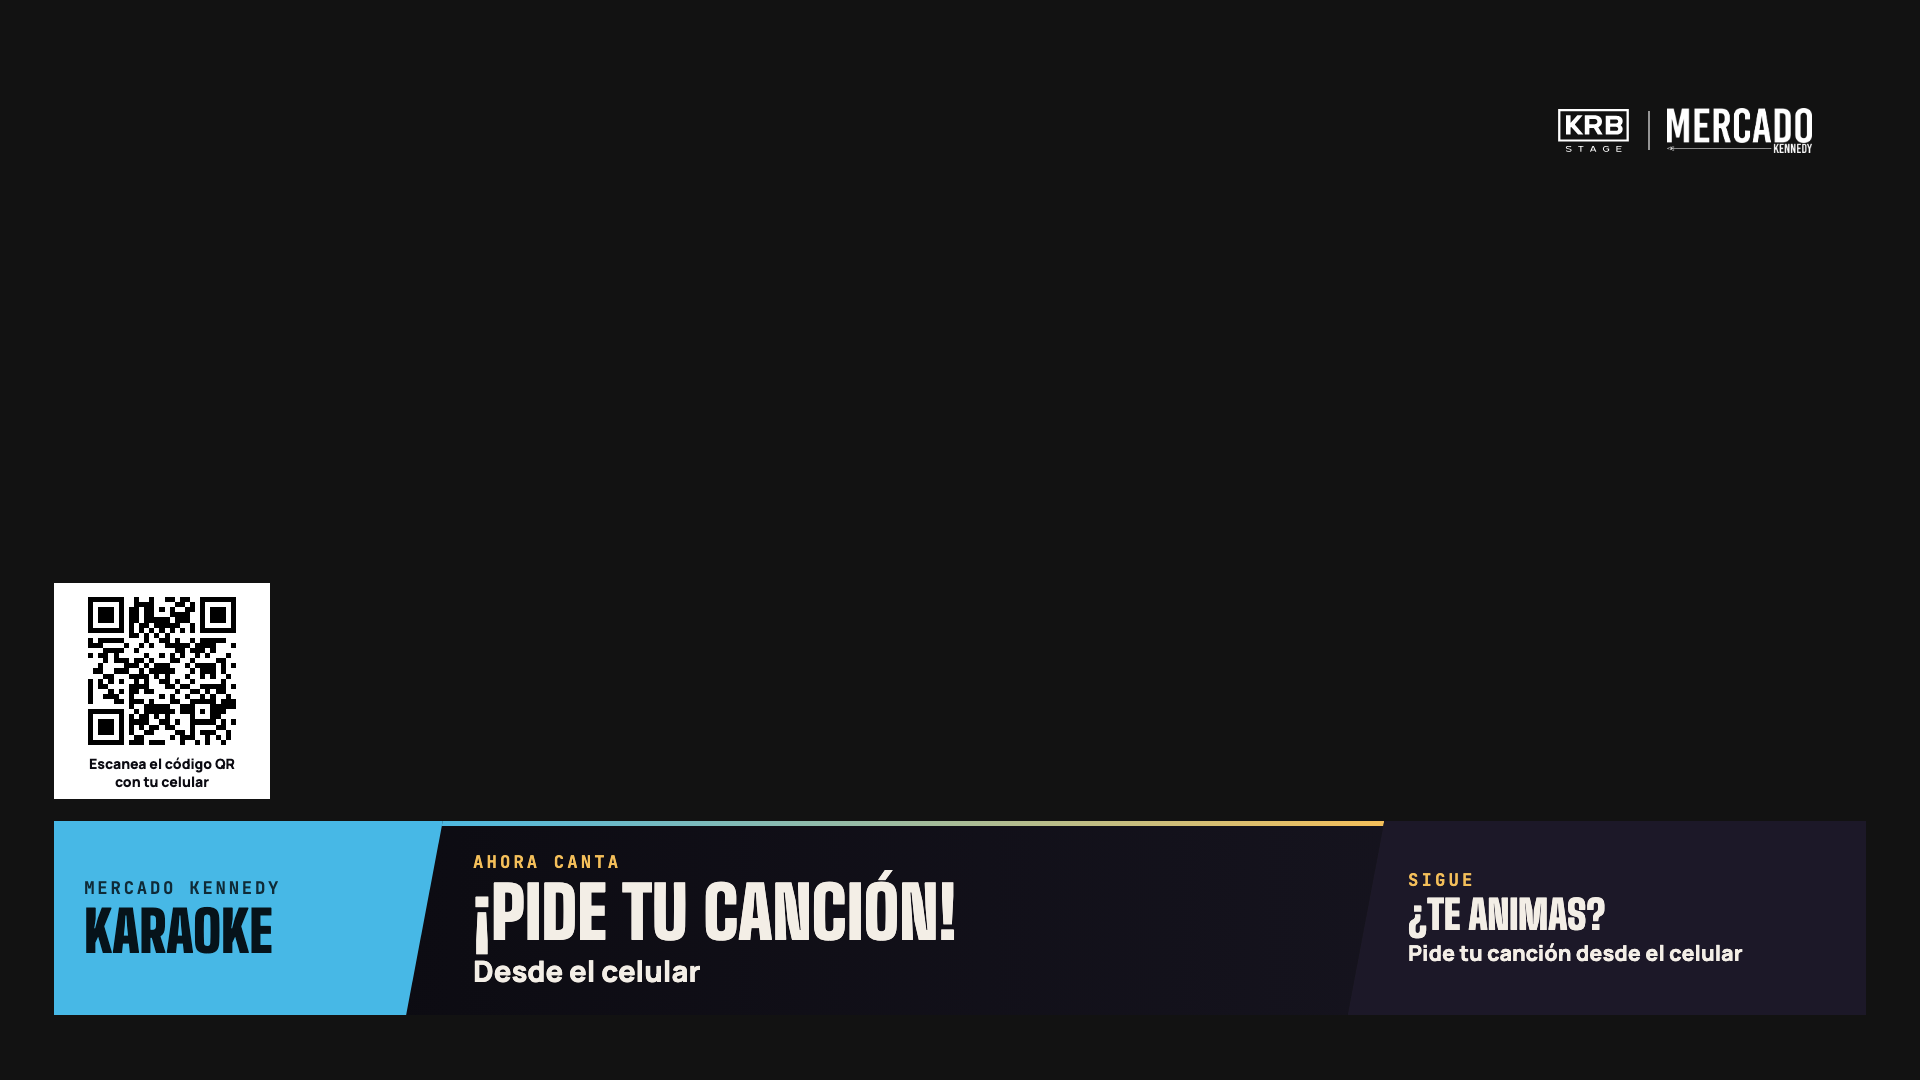 KRB
STAGE
MERCADO
KENNEDY
Escanea el código QR
con tu celular
MERCADO KENNEDY
KARAOKE
AHORA CANTA
¡PIDE TU CANCIÓN!
Desde el celular
SIGUE
¿TE ANIMAS?
Pide tu canción desde el celular